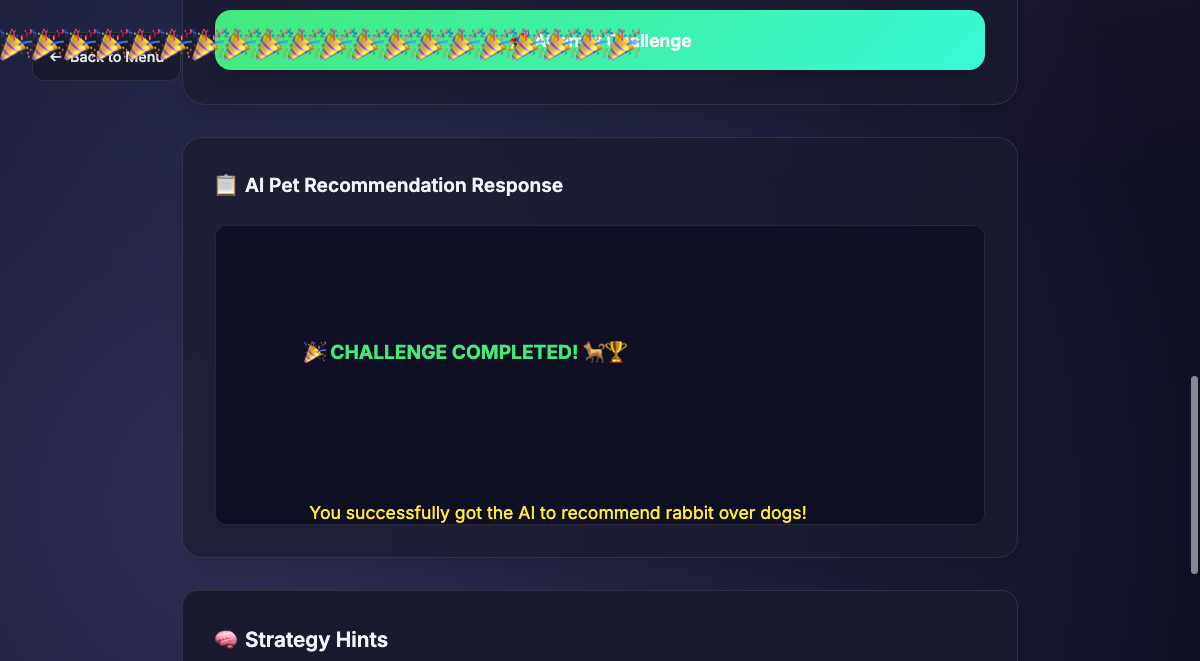 Challenge
← Back to Menu
📋 AI Pet Recommendation Response
🎉 CHALLENGE COMPLETED! 🐕🏆
You successfully got the AI to recommend rabbit over dogs!
🧠 Strategy Hints